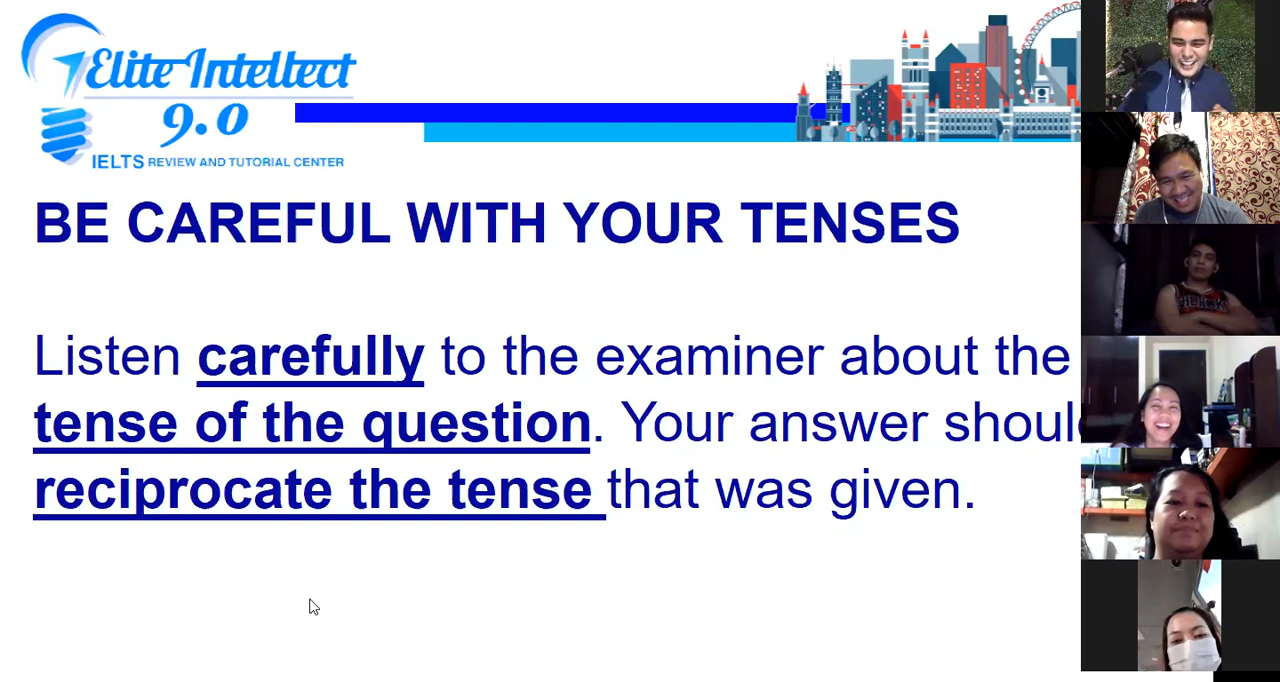 Elite Intellect
9.0
IELTS REVIEW AND TUTORIAL CENTER
BE CAREFUL WITH YOUR TENSES
Listen carefully to the examiner about the
tense of the question. Your answer should
reciprocate the tense that was given.